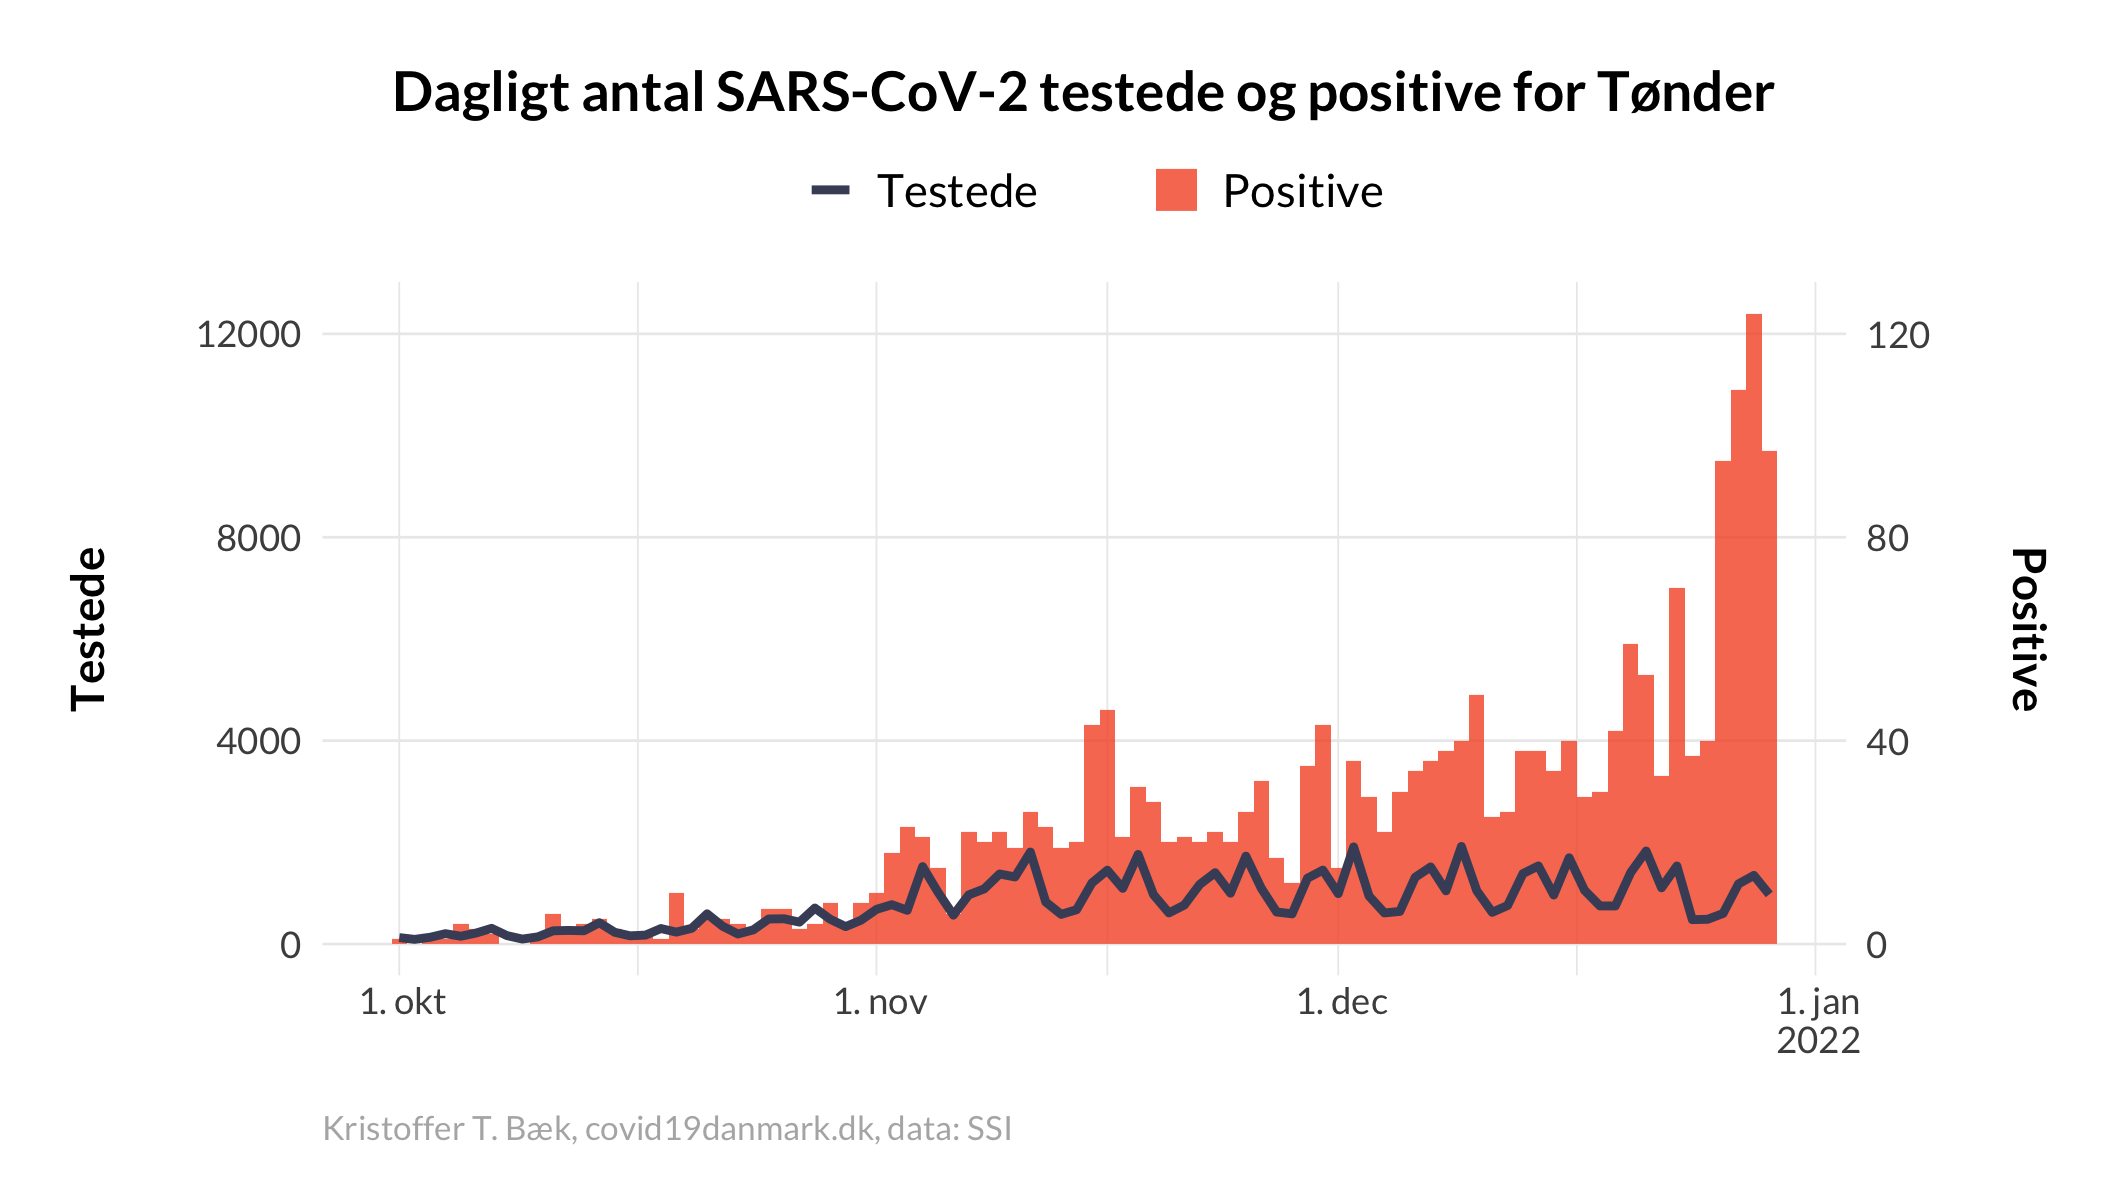 Dagligt antal SARS-CoV-2 testede og positive for Tønder
Testede
Positive
12000
8000
4000
0
120
80
40
0
Testede
Positive
1. okt
1. nov
1. dec
1. jan
2022
Kristoffer T. Bæk, covid19danmark.dk, data: SSI